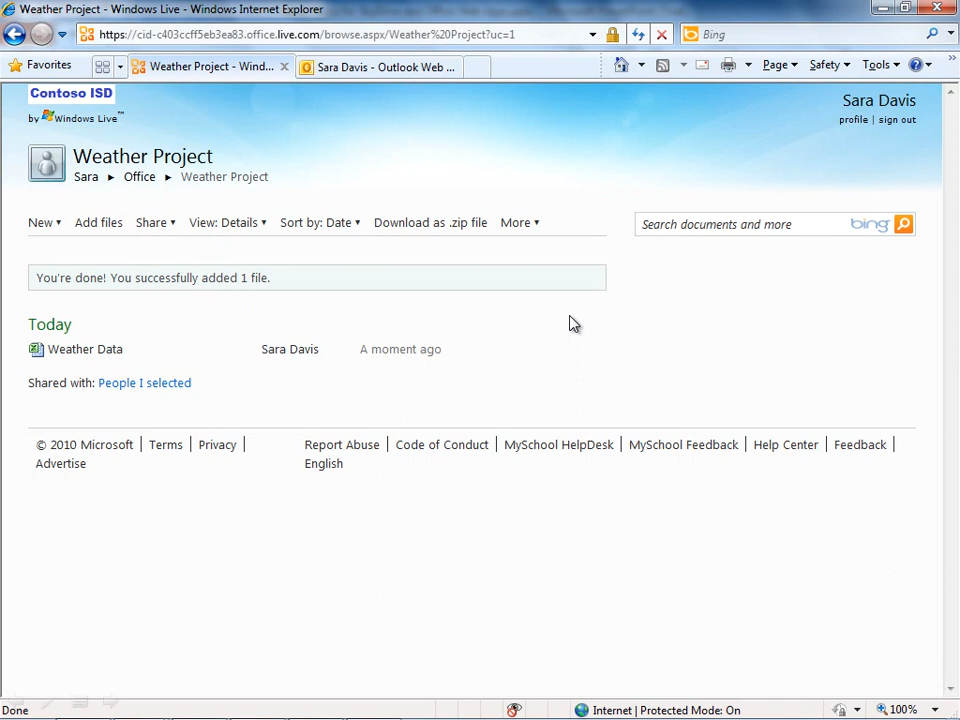 Weather Project - Windows Live - Windows Internet Explorer
https://cid-c403ccff5eb3ea83.office.live.com/browse.aspx/Weather%20Project?uc=1
Bing
Favorites
Weather Project - Wind...
Sara Davis - Outlook Web ...
Page
Safety
Tools
Contoso ISD
by Windows Live™
Sara Davis
profile | sign out
Weather Project
Sara ► Office ► Weather Project
New
Add files
Share
View: Details
Sort by: Date
Download as .zip file
More
Search documents and more
bing
You're done! You successfully added 1 file.
Today
Weather Data Sara Davis A moment ago
Shared with: People I selected
© 2010 Microsoft | Terms | Privacy |
Advertise
Report Abuse | Code of Conduct | MySchool HelpDesk | MySchool Feedback | Help Center | Feedback |
English
Done
Internet | Protected Mode: On
100%